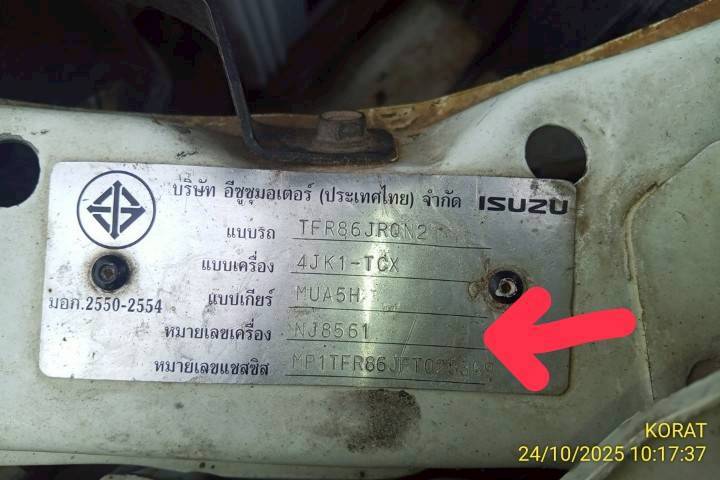 บริษัท อีซูซุมอเตอร์ (ประเทศไทย) จำกัด ISUZU
แบบรถ TFR86JRQN2
แบบเครื่อง 4JK1-TCX
แบบเกียร์ MUA5H
มอก.2550-2554
หมายเลขเครื่อง NJ8561
หมายเลขแชสซิส
KORAT
24/10/2025 10:17:37